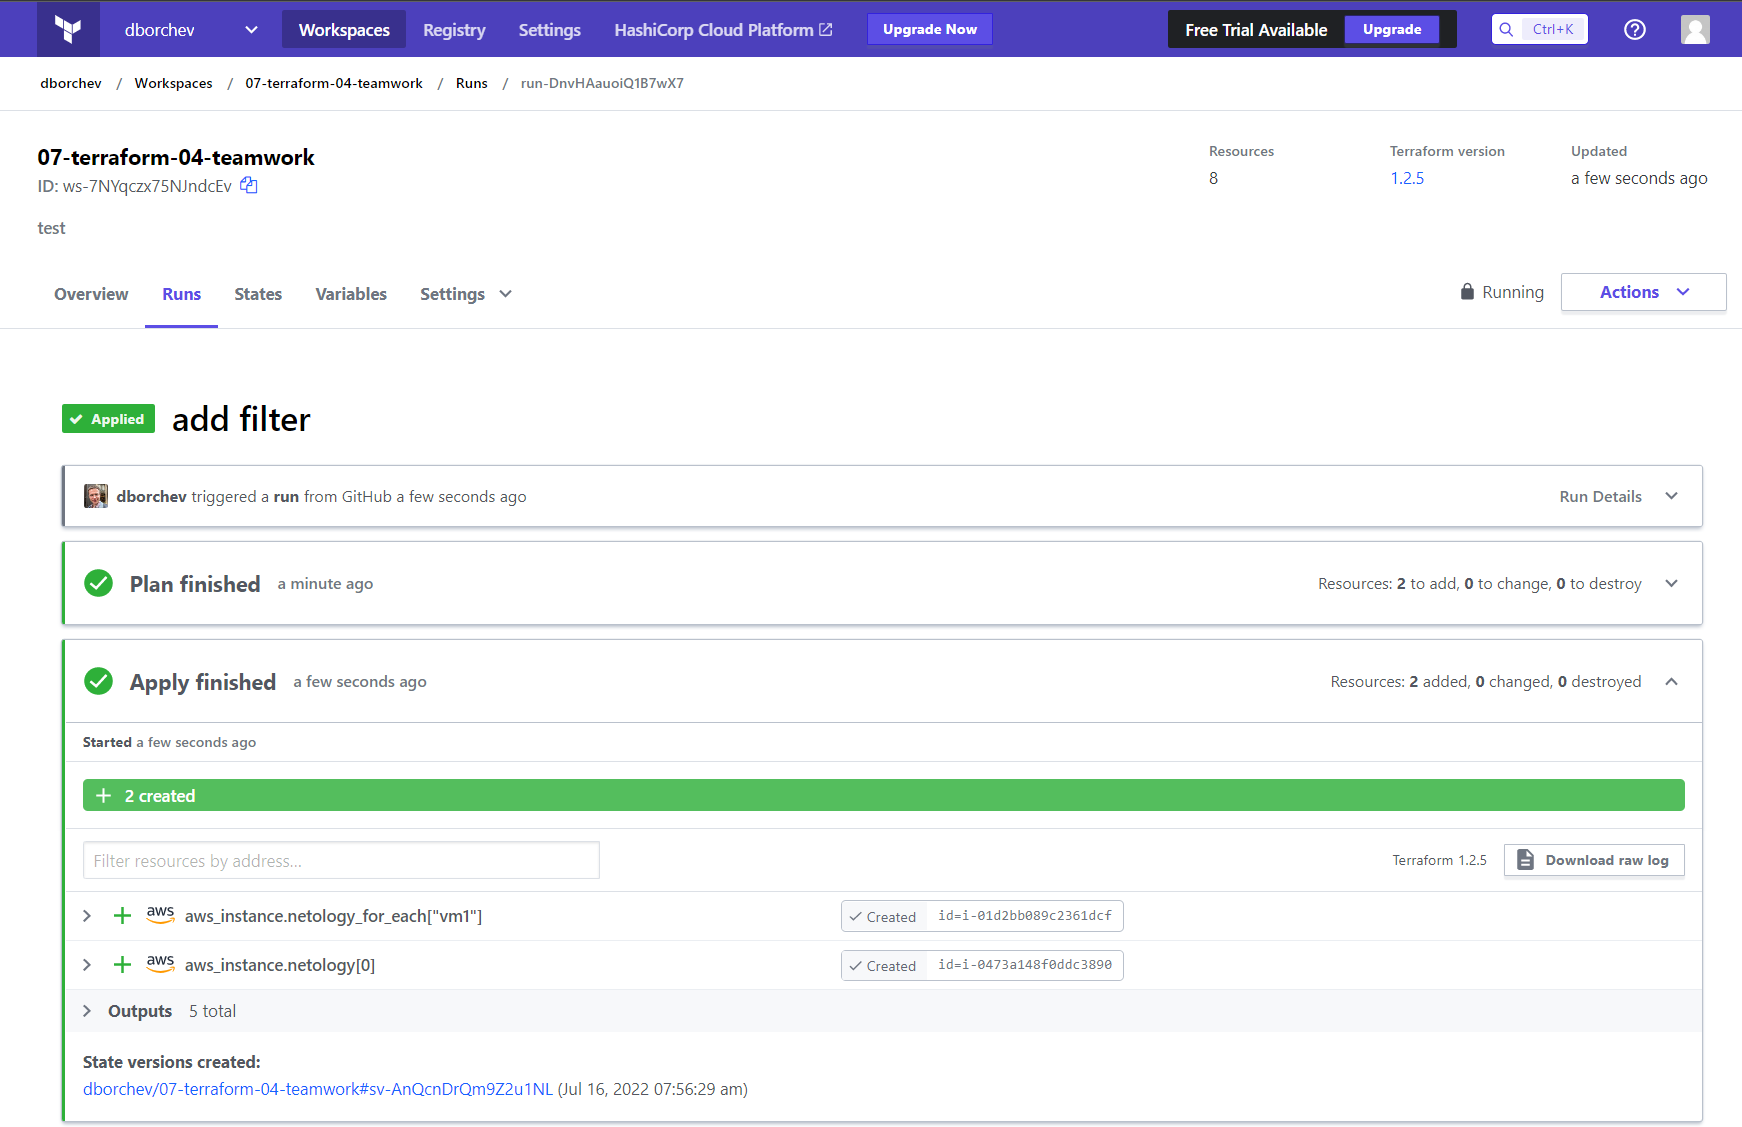 dborchev Workspaces Registry Settings HashiCorp Cloud Platform Upgrade Now Free Trial Available Upgrade Ctrl+K
dborchev / Workspaces / 07-terraform-04-teamwork / Runs / run-DnvHAauoiQ1B7wX7
07-terraform-04-teamwork
ID: ws-7NYqczx75NJndcEv
test
Resources
8
Terraform version
1.2.5
Updated
a few seconds ago
Overview Runs States Variables Settings Running Actions
Applied add filter
dborchev triggered a run from GitHub a few seconds ago Run Details
Plan finished a minute ago Resources: 2 to add, 0 to change, 0 to destroy
Apply finished a few seconds ago Resources: 2 added, 0 changed, 0 destroyed
Started a few seconds ago
+ 2 created
Filter resources by address... Terraform 1.2.5 Download raw log
+ aws aws_instance.netology_for_each["vm1"] Created id=i-01d2bb089c2361dcf
+ aws aws_instance.netology[0] Created id=i-0473a148f0ddc3890
Outputs 5 total
State versions created:
dborchev/07-terraform-04-teamwork#sv-AnQcnDrQm9Z2u1NL (Jul 16, 2022 07:56:29 am)